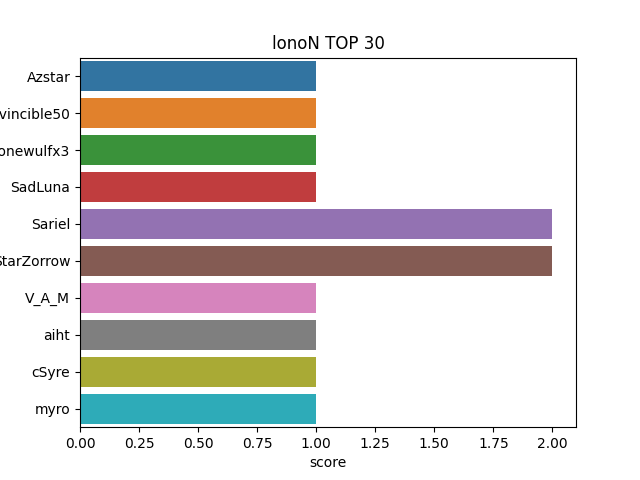 lonoN TOP 30
Azstar
vincible50
onewulfx3
SadLuna
Sariel
StarZorrow
V_A_M
aiht
cSyre
myro
0.00 0.25 0.50 0.75 1.00 1.25 1.50 1.75 2.00
score